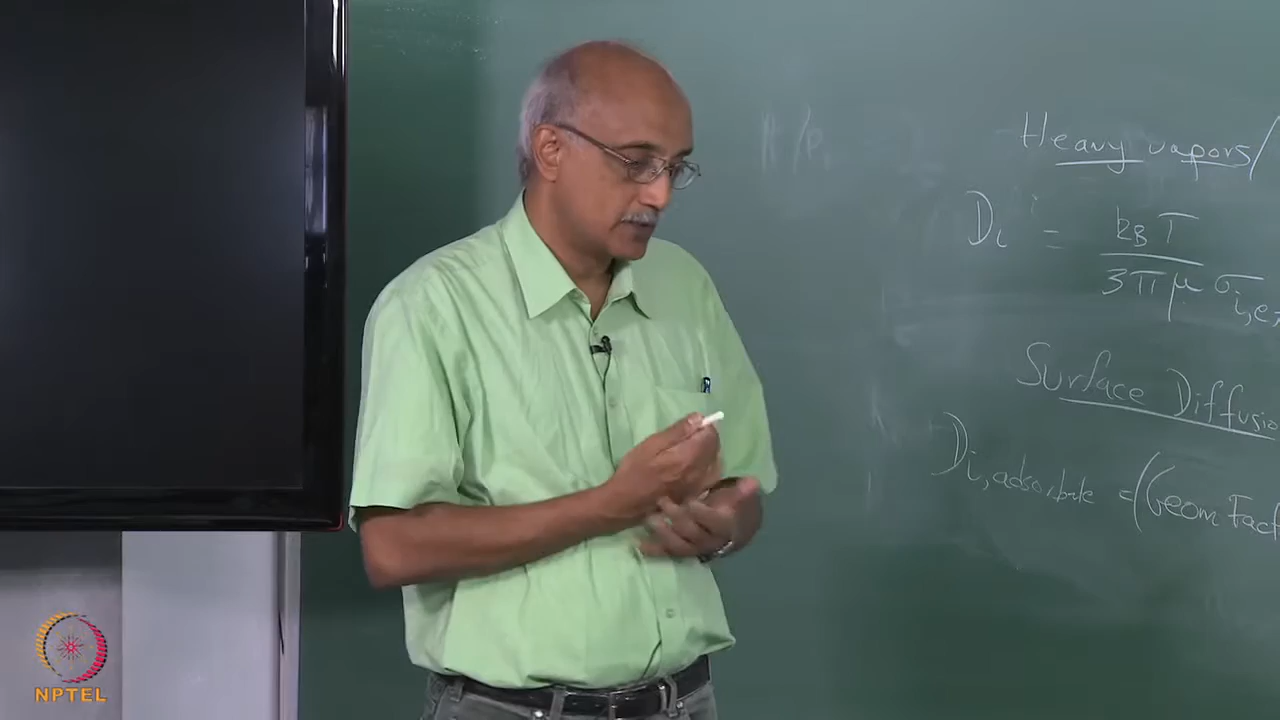 Heavy vapors/
Di = kBT / 3πμ σi,e
Surface Diffusio
Di,adsorbate = (Geom Fact
NPTEL